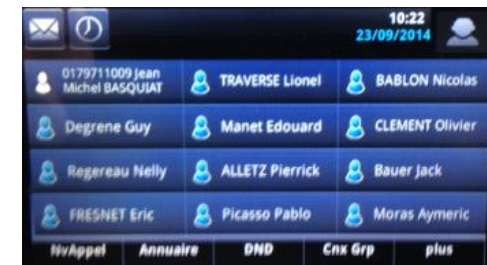 10:22
23/09/2014
0179711009 Jean
Michel BASQUIAT
TRAVERSE Lionel
BABLON Nicolas
Degrene Guy
Manet Edouard
CLEMENT Olivier
Regereau Nelly
ALLETZ Pierrick
Bauer Jack
FRESNET Eric
Picasso Pablo
Moras Aymeric
NvAppel Annuaire DND Cnx Grp plus